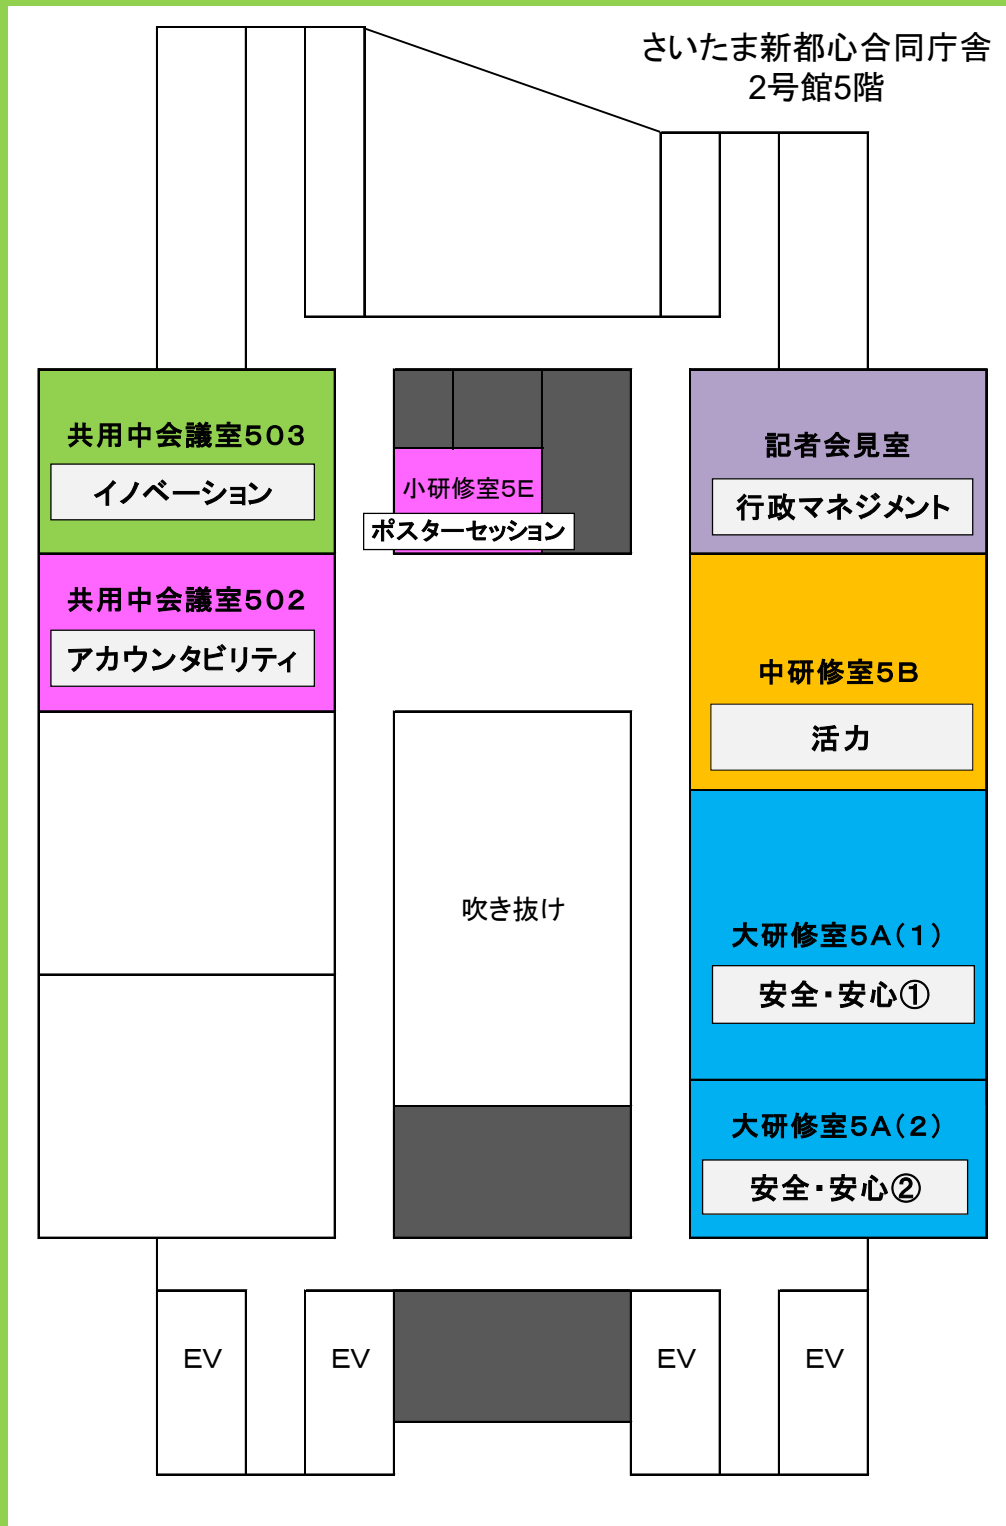 さいたま新都心合同庁舎
2号館5階
共用中会議室503
イノベーション
小研修室5E
ポスターセッション
記者会見室
行政マネジメント
共用中会議室502
アカウンタビリティ
中研修室5B
活力
吹き抜け
大研修室5A(1)
安全・安心①
大研修室5A(2)
安全・安心②
EV
EV
EV
EV